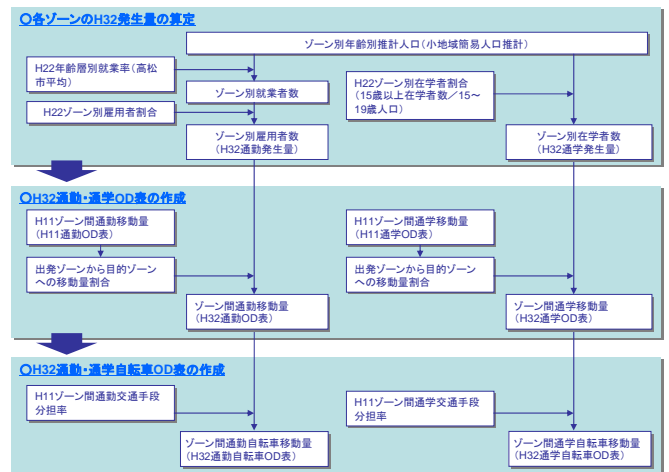 〇各ゾーンのH32発生量の算定
ゾーン別年齢別推計人口(小地域簡易人口推計)
H22年齢層別就業率(高松
市平均)
ゾーン別就業者数
H22ゾーン別雇用者割合
ゾーン別雇用者数
(H32通勤発生量)
H22ゾーン別在学者割合
(15歳以上在学者数/15~
19歳人口)
ゾーン別在学者数
(H32通学発生量)
〇H32通勤・通学OD表の作成
H11ゾーン間通勤移動量
(H11通勤OD表)
出発ゾーンから目的ゾーン
への移動量割合
ゾーン間通勤移動量
(H32通勤OD表)
H11ゾーン間通学移動量
(H11通学OD表)
出発ゾーンから目的ゾーン
への移動量割合
ゾーン間通学移動量
(H32通学OD表)
〇H32通勤・通学自転車OD表の作成
H11ゾーン間通勤交通手段
分担率
ゾーン間通勤自転車移動量
(H32通勤自転車OD表)
H11ゾーン間通学交通手段
分担率
ゾーン間通学自転車移動量
(H32通学自転車OD表)